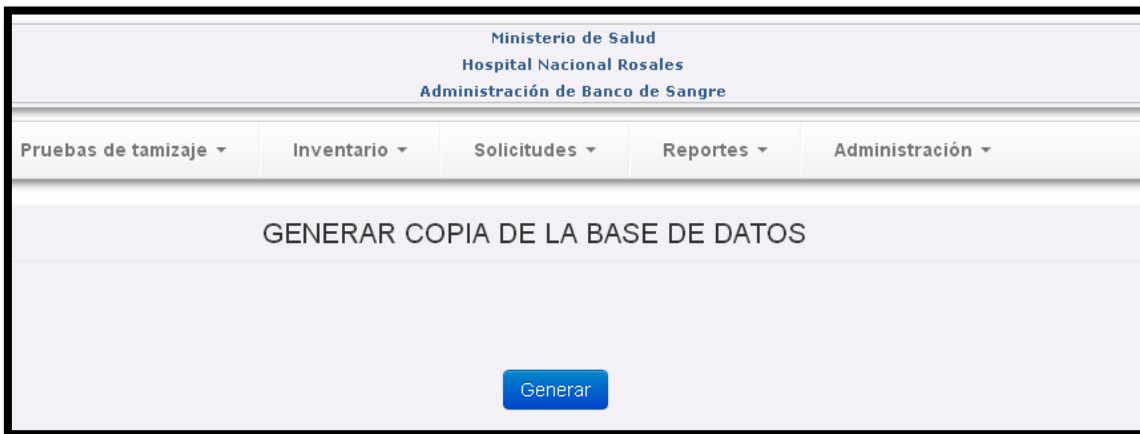 Ministerio de Salud
Hospital Nacional Rosales
Administración de Banco de Sangre
Pruebas de tamizaje Inventario Solicitudes Reportes Administración
GENERAR COPIA DE LA BASE DE DATOS
Generar